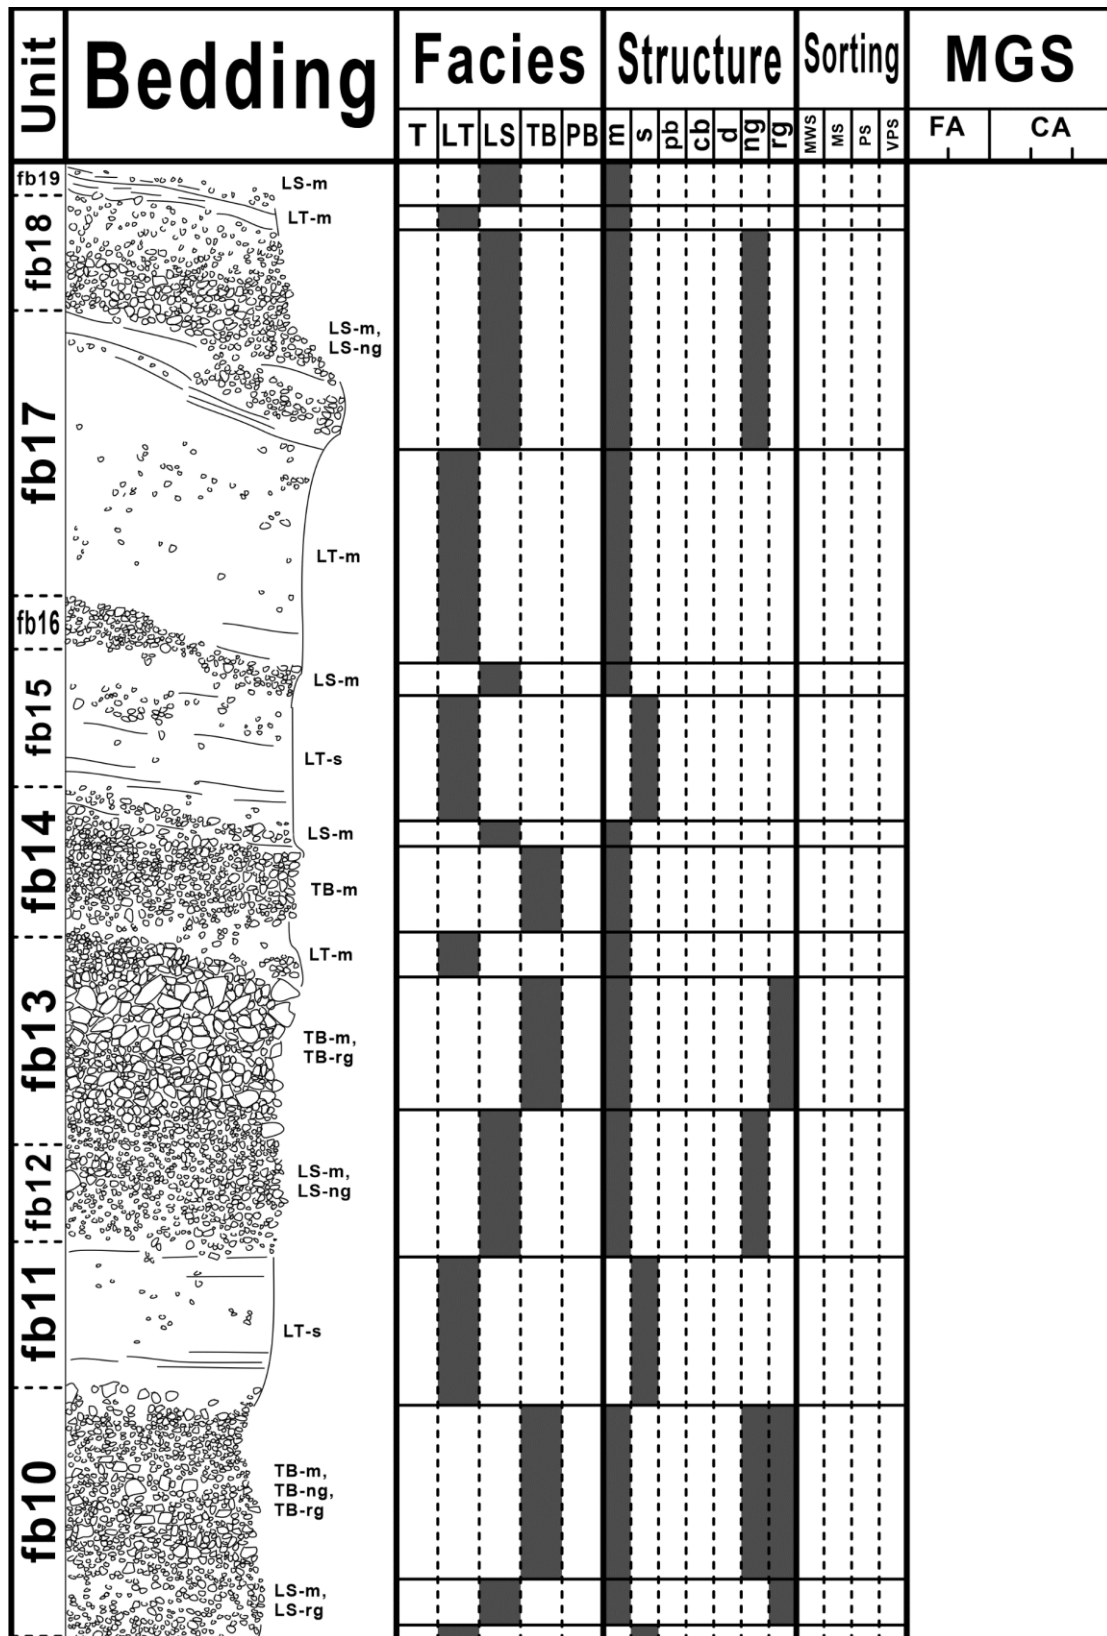 Unit
Bedding
Facies
Structure
Sorting
MGS
T LT LS TB PB
m s pb cb d ng rg
MWS MS PS VPS
FA CA
fb19
LS-m
LT-m
fb18
LS-m,
LS-ng
fb17
LT-m
fb16
LS-m
fb15
LT-s
fb14
LS-m
TB-m
LT-m
fb13
TB-m,
TB-rg
fb12
LS-m,
LS-ng
fb11
LT-s
fb10
TB-m,
TB-ng,
TB-rg
LS-m,
LS-rg